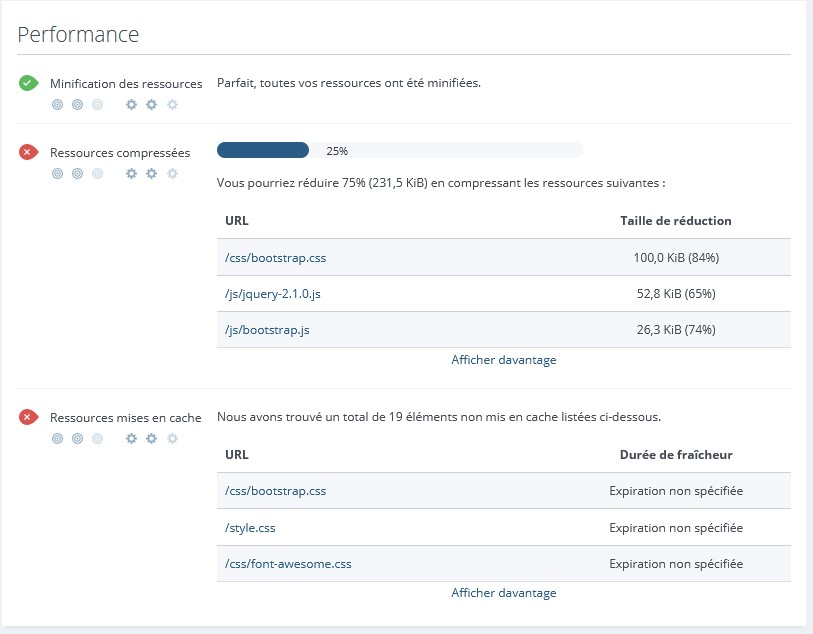 Performance
Minification des ressources
Parfait, toutes vos ressources ont été minifiées.
Ressources compressées
25%
Vous pourriez réduire 75% (231,5 KiB) en compressant les ressources suivantes :
URL Taille de réduction
/css/bootstrap.css 100,0 KiB (84%)
/js/jquery-2.1.0.js 52,8 KiB (65%)
/js/bootstrap.js 26,3 KiB (74%)
Afficher davantage
Ressources mises en cache
Nous avons trouvé un total de 19 éléments non mis en cache listées ci-dessous.
URL Durée de fraîcheur
/css/bootstrap.css Expiration non spécifiée
/style.css Expiration non spécifiée
/css/font-awesome.css Expiration non spécifiée
Afficher davantage